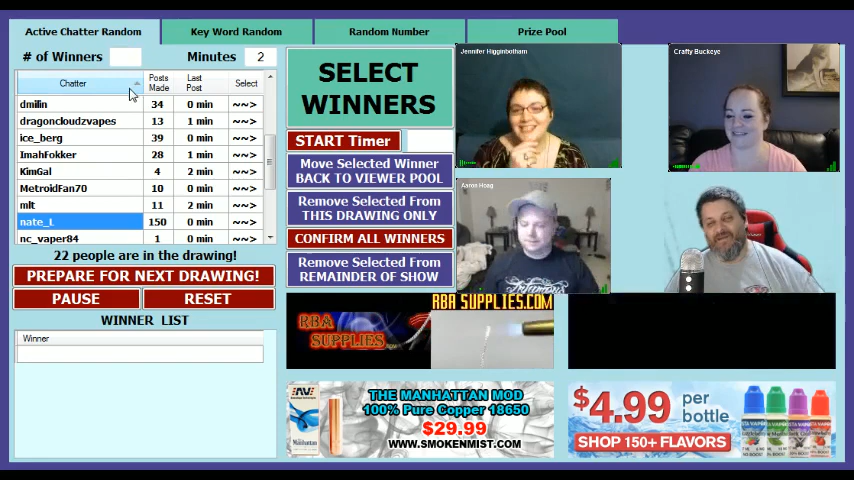 Active Chatter Random
Key Word Random
Random Number
Prize Pool
# of Winners
Minutes 2
Chatter
Posts Made
Last Post
Select
dmilin 34 0 min ~~>
dragoncloudzvapes 13 1 min ~~>
ice_berg 39 0 min ~~>
ImahFokker 28 1 min ~~>
KimGal 4 2 min ~~>
MetroidFan70 10 0 min ~~>
mlt 11 2 min ~~>
nate_L 150 0 min ~~>
nc_vaper84 1 0 min ~~>
22 people are in the drawing!
PREPARE FOR NEXT DRAWING!
PAUSE
RESET
WINNER LIST
Winner
SELECT
WINNERS
START Timer
Move Selected Winner
BACK TO VIEWER POOL
Remove Selected From
THIS DRAWING ONLY
CONFIRM ALL WINNERS
Remove Selected From
REMAINDER OF SHOW
Jennifer Higginbotham
Crafty Buckeye
Aaron Hoag
RBA SUPPLIES.COM
RBA
SUPPLIES
THE MANHATTAN MOD
100% Pure Copper 18650
$29.99
WWW.SMOKENMIST.COM
AV
Manhattan
$4.99 per
bottle
SHOP 150+ FLAVORS